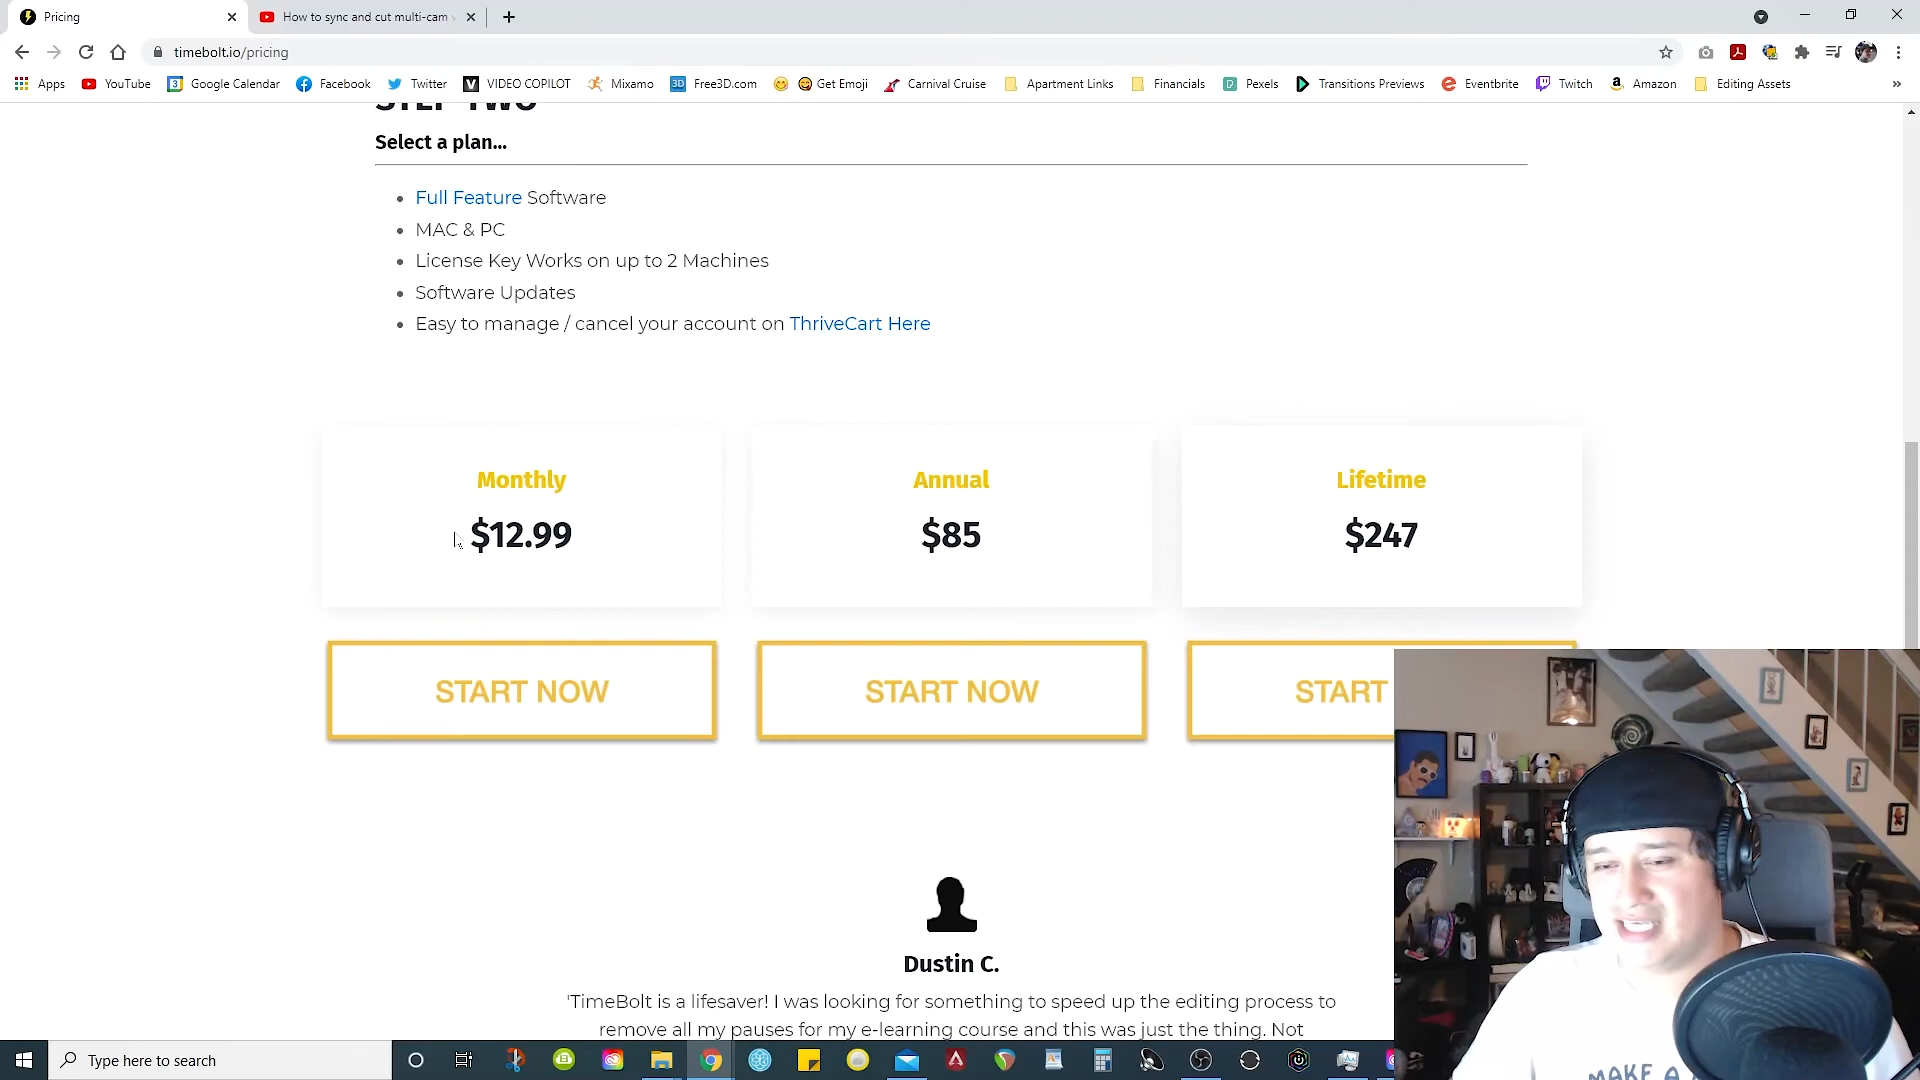 Pricing
How to sync and cut multi-cam
timebolt.io/pricing
Apps YouTube Google Calendar Facebook Twitter VIDEO COPILOT Mixamo Free3D.com Get Emoji Carnival Cruise Apartment Links Financials Pexels Transitions Previews Eventbrite Twitch Amazon Editing Assets
STEP TWO
Select a plan...
Full Feature Software
MAC & PC
License Key Works on up to 2 Machines
Software Updates
Easy to manage / cancel your account on ThriveCart Here
Monthly Annual Lifetime
$12.99 $85 $247
START NOW START NOW START
Dustin C.
'TimeBolt is a lifesaver! I was looking for something to speed up the editing process to
remove all my pauses for my e-learning course and this was just the thing. Not
Type here to search
MAKE A